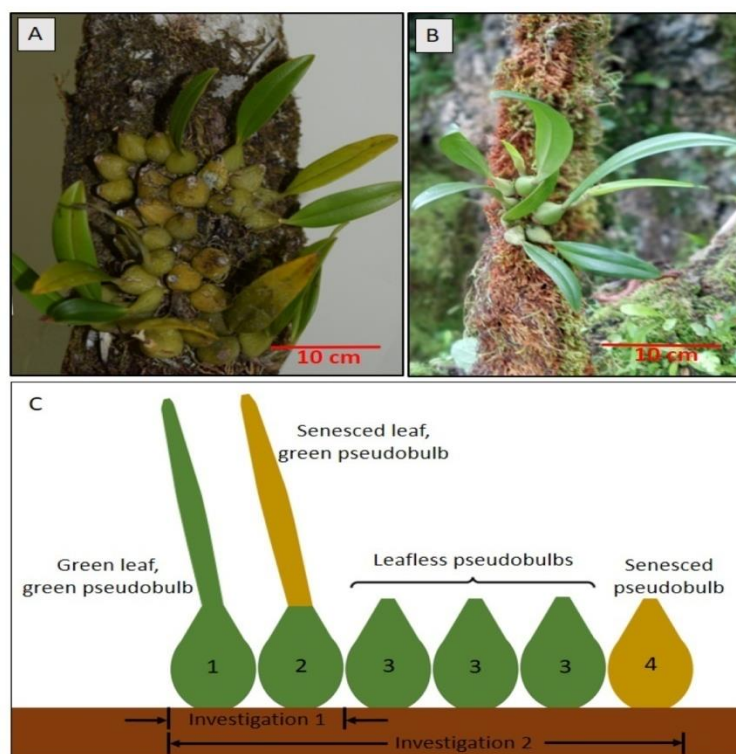 A
B
10 cm
10 cm
C
Senesced leaf,
green pseudobulb
Green leaf,
green pseudobulb
Leafless pseudobulbs
Senesced
pseudobulb
1
2
3
3
3
4
Investigation 1
Investigation 2